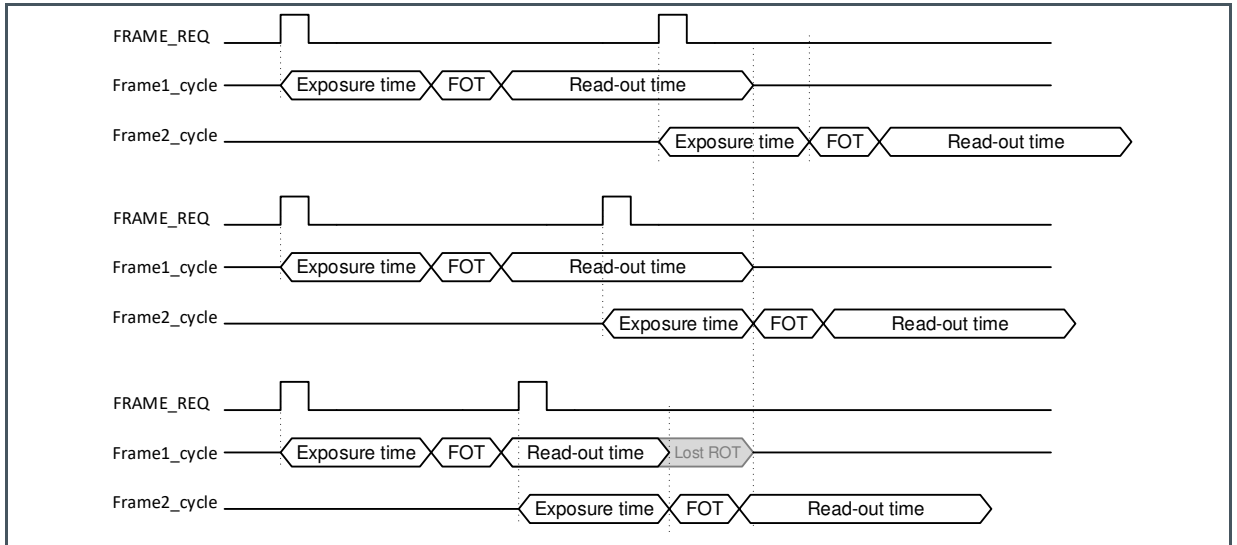 FRAME_REQ
Frame1_cycle Exposure time FOT Read-out time
Frame2_cycle Exposure time FOT Read-out time
FRAME_REQ
Frame1_cycle Exposure time FOT Read-out time
Frame2_cycle Exposure time FOT Read-out time
FRAME_REQ
Frame1_cycle Exposure time FOT Read-out time Lost ROT
Frame2_cycle Exposure time FOT Read-out time